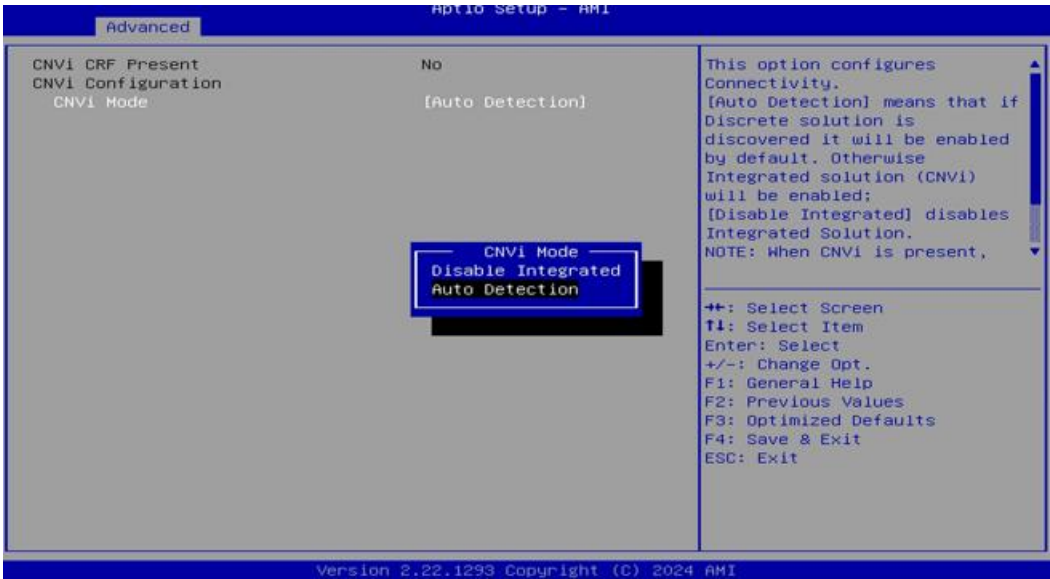 Aptio Setup - AMI
Advanced
CNVi CRF Present No
CNVi Configuration
CNVi Mode [Auto Detection]
CNVi Mode
Disable Integrated
Auto Detection
This option configures
Connectivity.
[Auto Detection] means that if
Discrete solution is
discovered it will be enabled
by default. Otherwise
Integrated solution (CNVi)
will be enabled;
[Disable Integrated] disables
Integrated Solution.
NOTE: When CNVi is present,
→←: Select Screen
↑↓: Select Item
Enter: Select
+/-: Change Opt.
F1: General Help
F2: Previous Values
F3: Optimized Defaults
F4: Save & Exit
ESC: Exit
Version 2.22.1293 Copyright (C) 2024 AMI